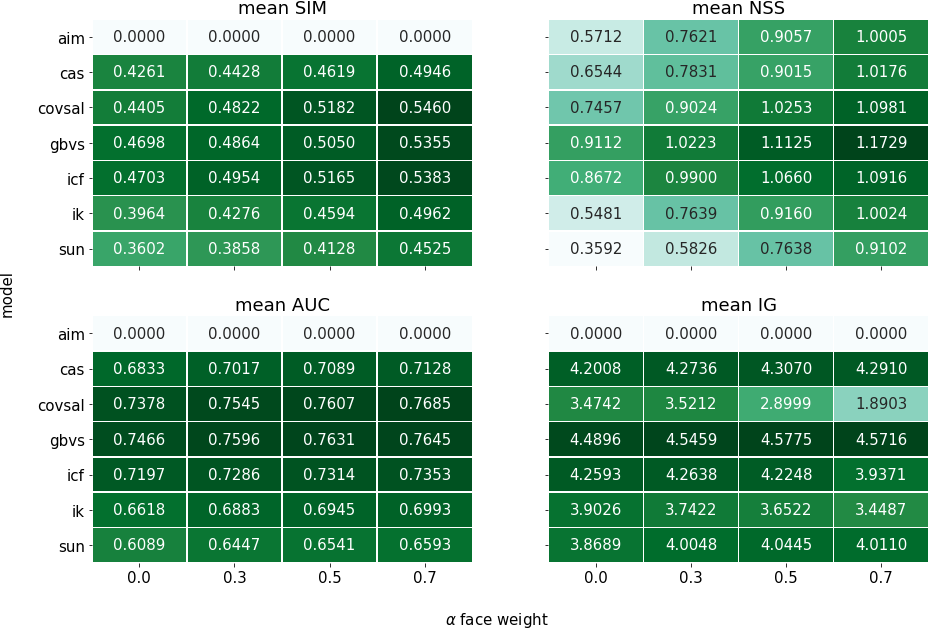 mean SIM
aim 0.0000 0.0000 0.0000 0.0000
cas 0.4261 0.4428 0.4619 0.4946
covsal 0.4405 0.4822 0.5182 0.5460
gbvs 0.4698 0.4864 0.5050 0.5355
icf 0.4703 0.4954 0.5165 0.5383
ik 0.3964 0.4276 0.4594 0.4962
sun 0.3602 0.3858 0.4128 0.4525
mean NSS
0.5712 0.7621 0.9057 1.0005
0.6544 0.7831 0.9015 1.0176
0.7457 0.9024 1.0253 1.0981
0.9112 1.0223 1.1125 1.1729
0.8672 0.9900 1.0660 1.0916
0.5481 0.7639 0.9160 1.0024
0.3592 0.5826 0.7638 0.9102
model
mean AUC
aim 0.0000 0.0000 0.0000 0.0000
cas 0.6833 0.7017 0.7089 0.7128
covsal 0.7378 0.7545 0.7607 0.7685
gbvs 0.7466 0.7596 0.7631 0.7645
icf 0.7197 0.7286 0.7314 0.7353
ik 0.6618 0.6883 0.6945 0.6993
sun 0.6089 0.6447 0.6541 0.6593
0.0 0.3 0.5 0.7
mean IG
0.0000 0.0000 0.0000 0.0000
4.2008 4.2736 4.3070 4.2910
3.4742 3.5212 2.8999 1.8903
4.4896 4.5459 4.5775 4.5716
4.2593 4.2638 4.2248 3.9371
3.9026 3.7422 3.6522 3.4487
3.8689 4.0048 4.0445 4.0110
0.0 0.3 0.5 0.7
α face weight